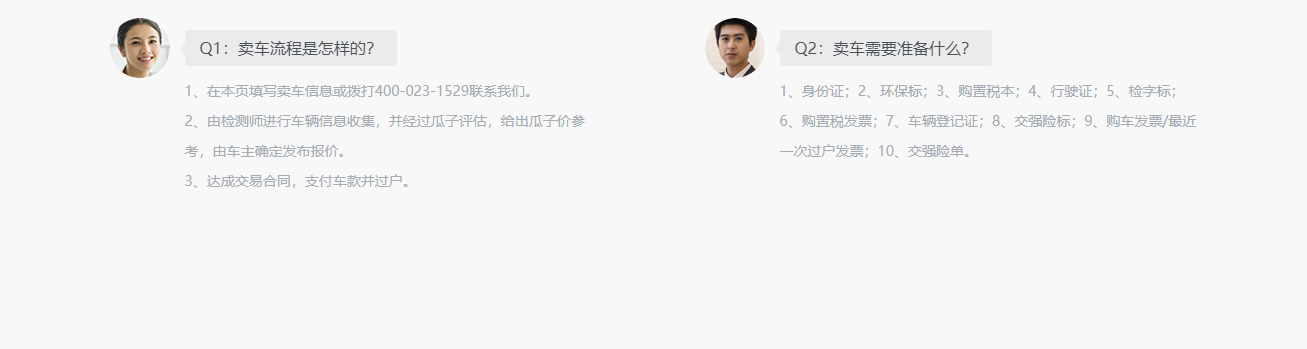 Q1：卖车流程是怎样的？
1、在本页填写卖车信息或拨打400-023-1529联系我们。
2、由检测师进行车辆信息收集，并经过瓜子评估，给出瓜子价参
考，由车主确定发布报价。
3、达成交易合同，支付车款并过户。
Q2：卖车需要准备什么？
1、身份证；2、环保标；3、购置税本；4、行驶证；5、检字标；
6、购置税发票；7、车辆登记证；8、交强险标；9、购车发票/最近
一次过户发票；10、交强险单。